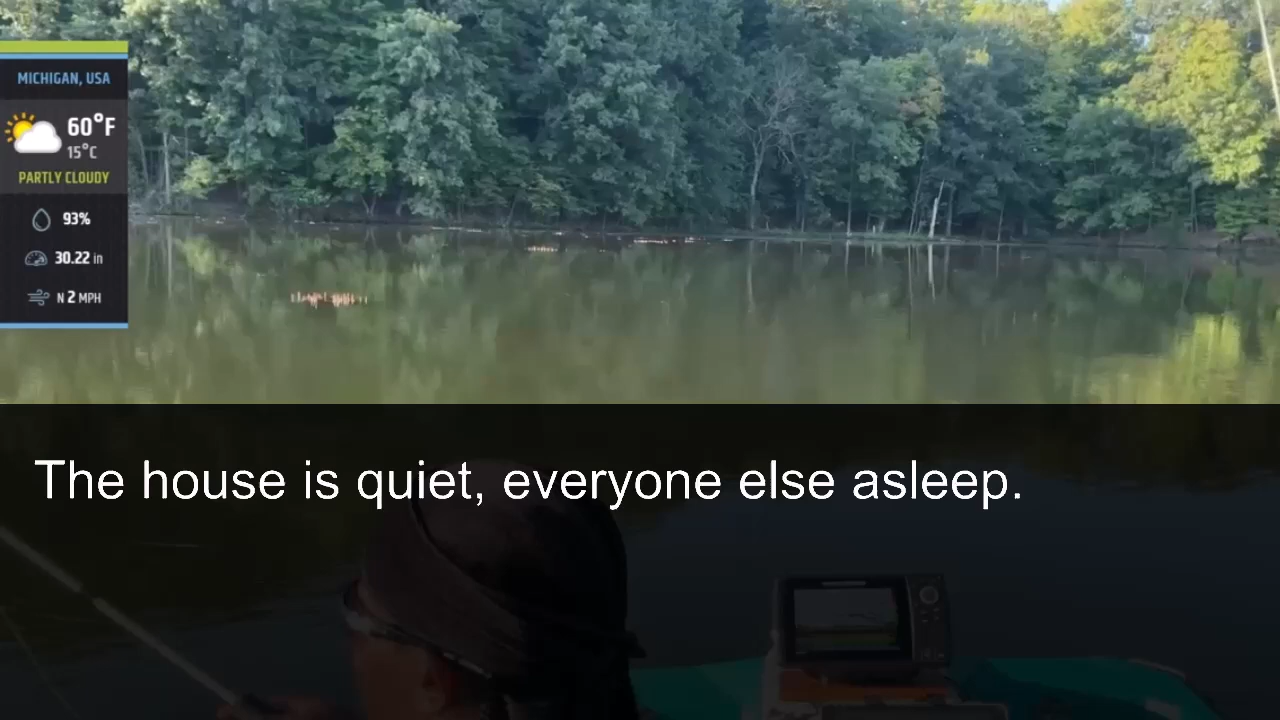 MICHIGAN, USA
60°F
15°C
PARTLY CLOUDY
93%
30.22 in
N 2 MPH
The house is quiet, everyone else asleep.